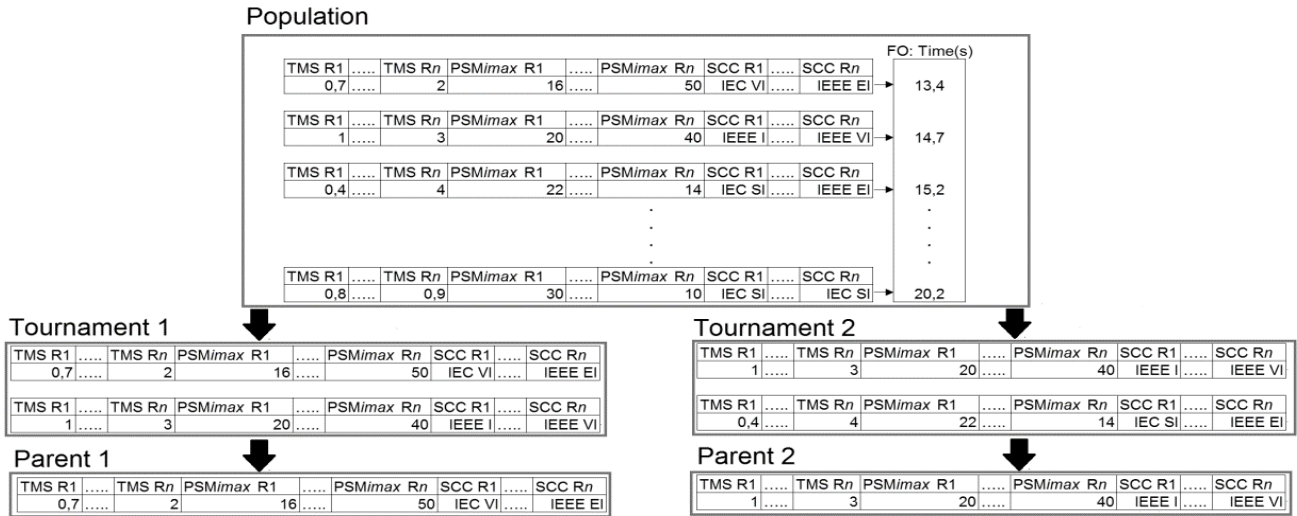 Population
FO: Time(s)
TMS R1 ..... TMS Rn PSMimax R1 ..... PSMimax Rn SCC R1 ..... SCC Rn
0,7 ..... 2 16 ..... 50 IEC VI ..... IEEE EI 13,4
TMS R1 ..... TMS Rn PSMimax R1 ..... PSMimax Rn SCC R1 ..... SCC Rn
1 ..... 3 20 ..... 40 IEEE I ..... IEEE VI 14,7
TMS R1 ..... TMS Rn PSMimax R1 ..... PSMimax Rn SCC R1 ..... SCC Rn
0,4 ..... 4 22 ..... 14 IEC SI ..... IEEE EI 15,2
TMS R1 ..... TMS Rn PSMimax R1 ..... PSMimax Rn SCC R1 ..... SCC Rn
0,8 ..... 0,9 30 ..... 10 IEC SI ..... IEC SI 20,2
Tournament 1
TMS R1 ..... TMS Rn PSMimax R1 ..... PSMimax Rn SCC R1 ..... SCC Rn
0,7 ..... 2 16 ..... 50 IEC VI ..... IEEE EI
TMS R1 ..... TMS Rn PSMimax R1 ..... PSMimax Rn SCC R1 ..... SCC Rn
1 ..... 3 20 ..... 40 IEEE I ..... IEEE VI
Parent 1
TMS R1 ..... TMS Rn PSMimax R1 ..... PSMimax Rn SCC R1 ..... SCC Rn
0,7 ..... 2 16 ..... 50 IEC VI ..... IEEE EI
Tournament 2
TMS R1 ..... TMS Rn PSMimax R1 ..... PSMimax Rn SCC R1 ..... SCC Rn
1 ..... 3 20 ..... 40 IEEE I ..... IEEE VI
TMS R1 ..... TMS Rn PSMimax R1 ..... PSMimax Rn SCC R1 ..... SCC Rn
0,4 ..... 4 22 ..... 14 IEC SI ..... IEEE EI
Parent 2
TMS R1 ..... TMS Rn PSMimax R1 ..... PSMimax Rn SCC R1 ..... SCC Rn
1 ..... 3 20 ..... 40 IEEE I ..... IEEE VI